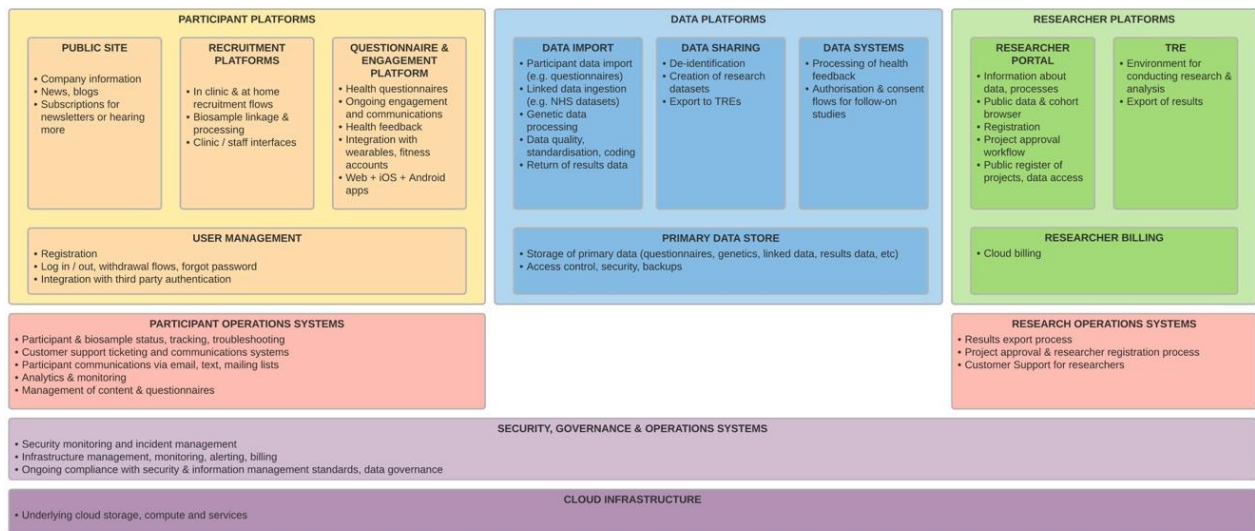 PARTICIPANT PLATFORMS
PUBLIC SITE
• Company information
• News, blogs
• Subscriptions for
newsletters or hearing
more
RECRUITMENT
PLATFORMS
• In clinic & at home
recruitment flows
• Biosample linkage &
processing
• Clinic / staff interfaces
QUESTIONNAIRE &
ENGAGEMENT
PLATFORM
• Health questionnaires
• Ongoing engagement
and communications
• Health feedback
• Integration with
wearables, fitness
accounts
• Web + iOS + Android
apps
USER MANAGEMENT
• Registration
• Log in / out, withdrawal flows, forgot password
• Integration with third party authentication
DATA PLATFORMS
DATA IMPORT
• Participant data import
(e.g. questionnaires)
• Linked data ingestion
(e.g. NHS datasets)
• Genetic data
processing
• Data quality,
standardisation, coding
• Return of results data
DATA SHARING
• De-identification
• Creation of research
datasets
• Export to TREs
DATA SYSTEMS
• Processing of health
feedback
• Authorisation & consent
flows for follow-on
studies
PRIMARY DATA STORE
• Storage of primary data (questionnaires, genetics, linked data, results data, etc)
• Access control, security, backups
RESEARCHER PLATFORMS
RESEARCHER
PORTAL
• Information about
data, processes
• Public data & cohort
browser
• Registration
• Project approval
workflow
• Public register of
projects, data access
TRE
• Environment for
conducting research &
analysis
• Export of results
RESEARCHER BILLING
• Cloud billing
PARTICIPANT OPERATIONS SYSTEMS
• Participant & biosample status, tracking, troubleshooting
• Customer support ticketing and communications systems
• Participant communications via email, text, mailing lists
• Analytics & monitoring
• Management of content & questionnaires
RESEARCH OPERATIONS SYSTEMS
• Results export process
• Project approval & researcher registration process
• Customer Support for researchers
SECURITY, GOVERNANCE & OPERATIONS SYSTEMS
• Security monitoring and incident management
• Infrastructure management, monitoring, alerting, billing
• Ongoing compliance with security & information management standards, data governance
CLOUD INFRASTRUCTURE
• Underlying cloud storage, compute and services